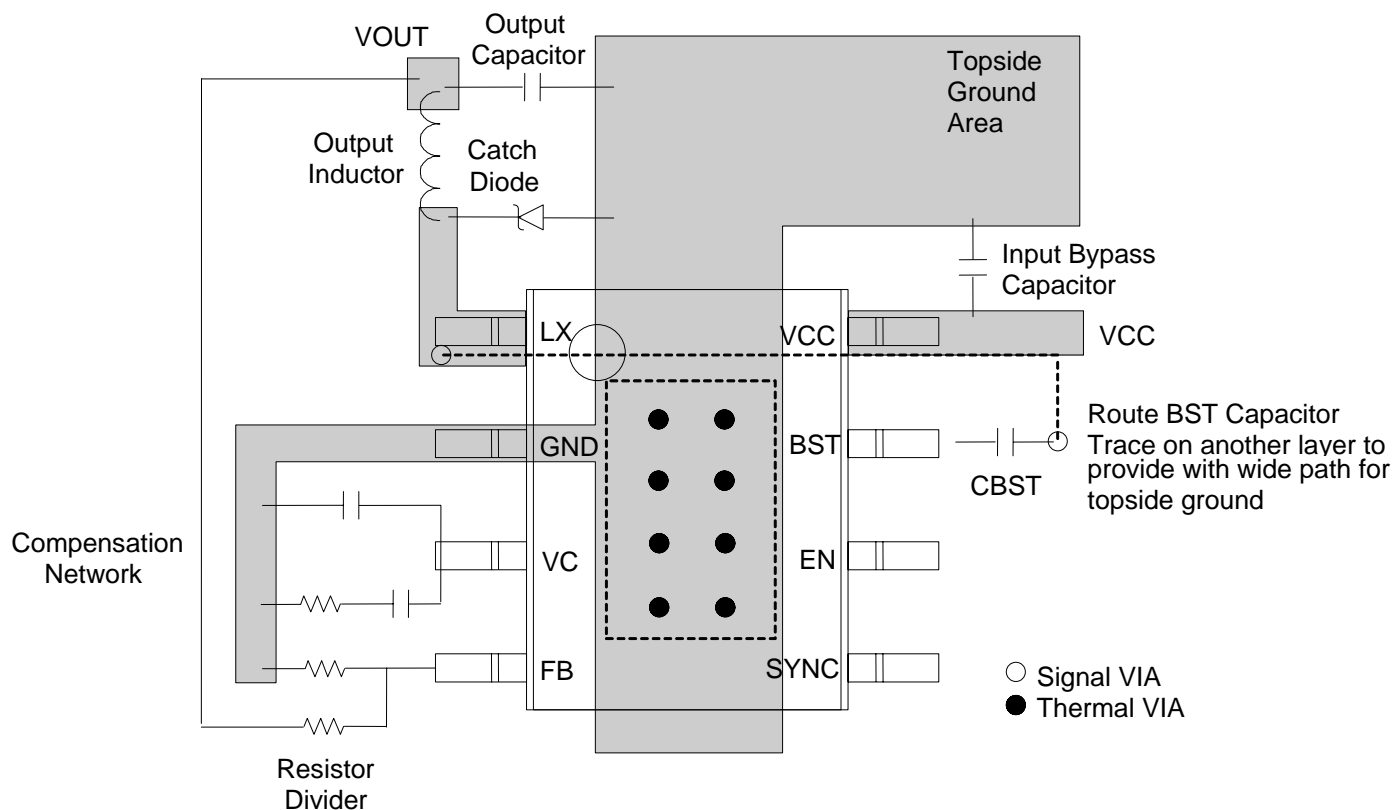 VOUT
Output
Capacitor
Topside
Ground
Area
Output
Inductor
Catch
Diode
Input Bypass
Capacitor
LX
VCC
VCC
GND
BST
CBST
Route BST Capacitor
Trace on another layer to
provide with wide path for
topside ground
Compensation
Network
VC
EN
FB
SYNC
Signal VIA
Thermal VIA
Resistor
Divider